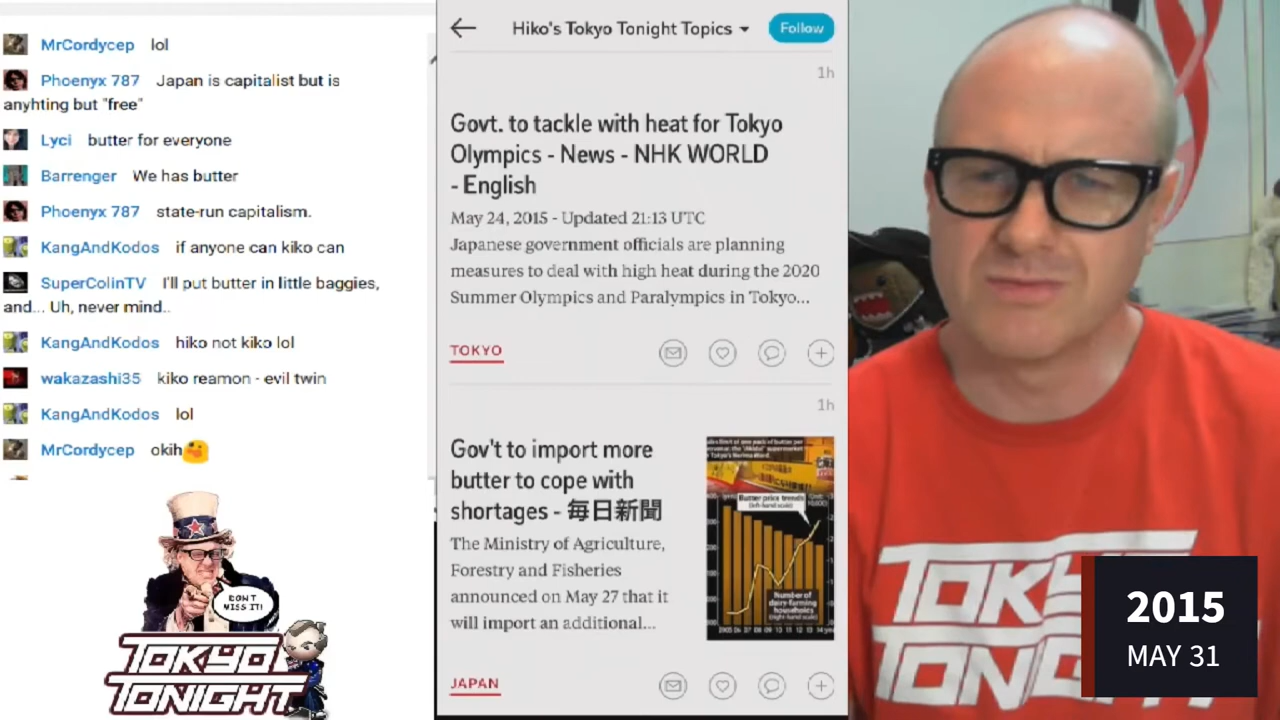 MrCordycep lol
Phoenyx 787 Japan is capitalist but is
anyhting but "free"
Lyci butter for everyone
Barrenger We has butter
Phoenyx 787 state-run capitalism.
KangAndKodos if anyone can kiko can
SuperColinTV I'll put butter in little baggies,
and... Uh, never mind..
KangAndKodos hiko not kiko lol
wakazashi35 kiko reamon - evil twin
KangAndKodos lol
MrCordycep okih
DON'T
MISS IT!
TOKYO
TONIGHT
Hiko's Tokyo Tonight Topics
Follow
1h
Govt. to tackle with heat for Tokyo
Olympics - News - NHK WORLD
- English
May 24, 2015 - Updated 21:13 UTC
Japanese government officials are planning
measures to deal with high heat during the 2020
Summer Olympics and Paralympics in Tokyo...
TOKYO
1h
Gov't to import more
butter to cope with
shortages - 毎日新聞
The Ministry of Agriculture,
Forestry and Fisheries
announced on May 27 that it
will import an additional...
Butter price trends
(left-hand scale)
Number of
dairy-farming
households
(right-hand scale)
JAPAN
TOKY
TONIGHT
2015
MAY 31